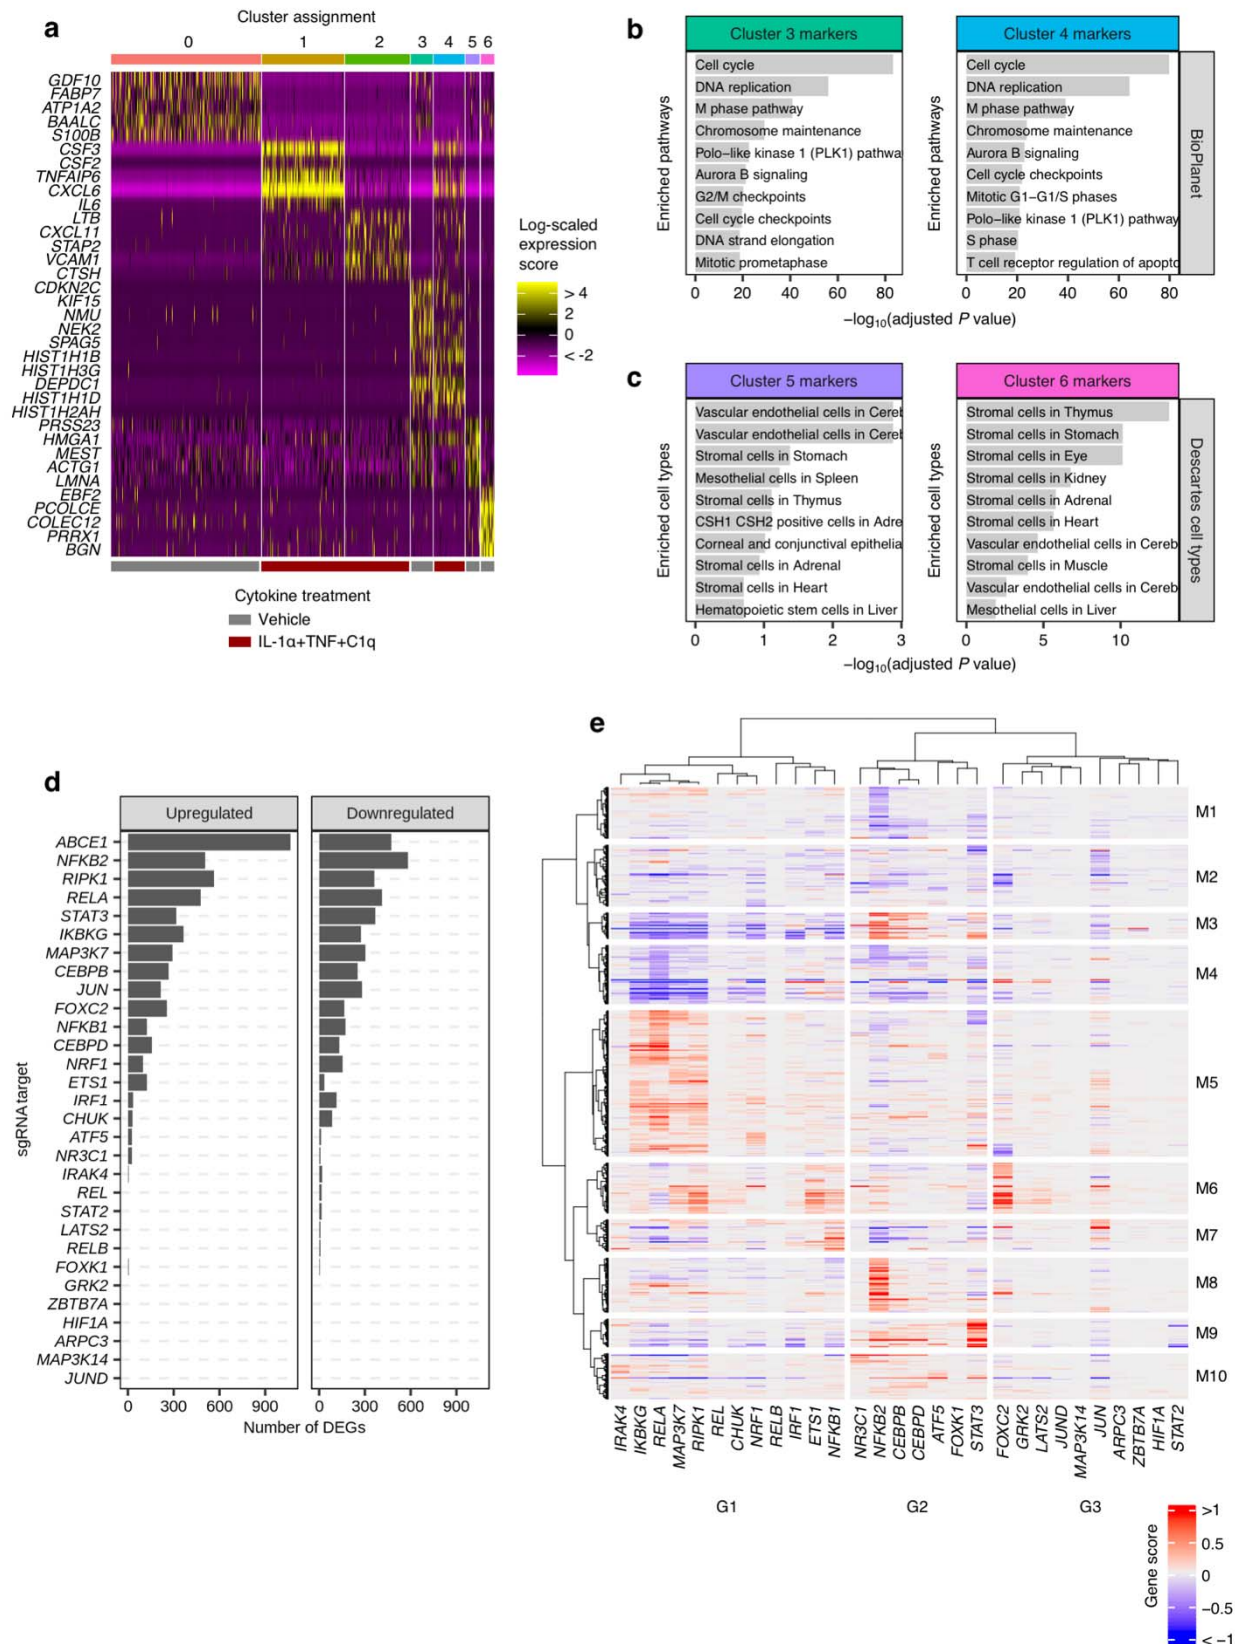 a
Cluster assignment
0 1 2 3 4 5 6
GDF10
FABP7
ATP1A2
BAALC
S100B
CSF3
CSF2
TNFAIP6
CXCL6
IL6
LTB
CXCL11
STAP2
VCAM1
CTSH
CDKN2C
KIF15
NMU
NEK2
SPAG5
HIST1H1B
HIST1H3G
DEPDC1
HIST1H1D
HIST1H2AH
PRSS23
HMGA1
MEST
ACTG1
LMNA
EBF2
PCOLCE
COLEC12
PRRX1
BGN
Log-scaled
expression
score
> 4
2
0
< -2
Cytokine treatment
Vehicle
IL-1α+TNF+C1q
b
Cluster 3 markers
Enriched pathways
Cell cycle
DNA replication
M phase pathway
Chromosome maintenance
Polo−like kinase 1 (PLK1) pathwa
Aurora B signaling
G2/M checkpoints
Cell cycle checkpoints
DNA strand elongation
Mitotic prometaphase
0 20 40 60 80
Cluster 4 markers
Enriched pathways
Cell cycle
DNA replication
M phase pathway
Chromosome maintenance
Aurora B signaling
Cell cycle checkpoints
Mitotic G1−G1/S phases
Polo−like kinase 1 (PLK1) pathway
S phase
T cell receptor regulation of apopto
0 20 40 60 80
BioPlanet
−log10(adjusted P value)
c
Cluster 5 markers
Enriched cell types
Vascular endothelial cells in Cereb
Vascular endothelial cells in Cereb
Stromal cells in Stomach
Mesothelial cells in Spleen
Stromal cells in Thymus
CSH1 CSH2 positive cells in Adre
Corneal and conjunctival epithelia
Stromal cells in Adrenal
Stromal cells in Heart
Hematopoietic stem cells in Liver
0 1 2 3
Cluster 6 markers
Enriched cell types
Stromal cells in Thymus
Stromal cells in Stomach
Stromal cells in Eye
Stromal cells in Kidney
Stromal cells in Adrenal
Stromal cells in Heart
Vascular endothelial cells in Cereb
Stromal cells in Muscle
Vascular endothelial cells in Cereb
Mesothelial cells in Liver
0 5 10
Descartes cell types
−log10(adjusted P value)
d
Upregulated Downregulated
sgRNA target
ABCE1
NFKB2
RIPK1
RELA
STAT3
IKBKG
MAP3K7
CEBPB
JUN
FOXC2
NFKB1
CEBPD
NRF1
ETS1
IRF1
CHUK
ATF5
NR3C1
IRAK4
REL
STAT2
LATS2
RELB
FOXK1
GRK2
ZBTB7A
HIF1A
ARPC3
MAP3K14
JUND
0 300 600 900 0 300 600 900
Number of DEGs
e
M1
M2
M3
M4
M5
M6
M7
M8
M9
M10
IRAK4 IKBKG RELA MAP3K7 RIPK1 REL CHUK NRF1 RELB IRF1 ETS1 NFKB1 NR3C1 NFKB2 CEBPB CEBPD ATF5 FOXK1 STAT3 FOXC2 GRK2 LATS2 JUND MAP3K14 JUN ARPC3 ZBTB7A HIF1A STAT2
G1 G2 G3
Gene score
>1
0.5
0
−0.5
< −1